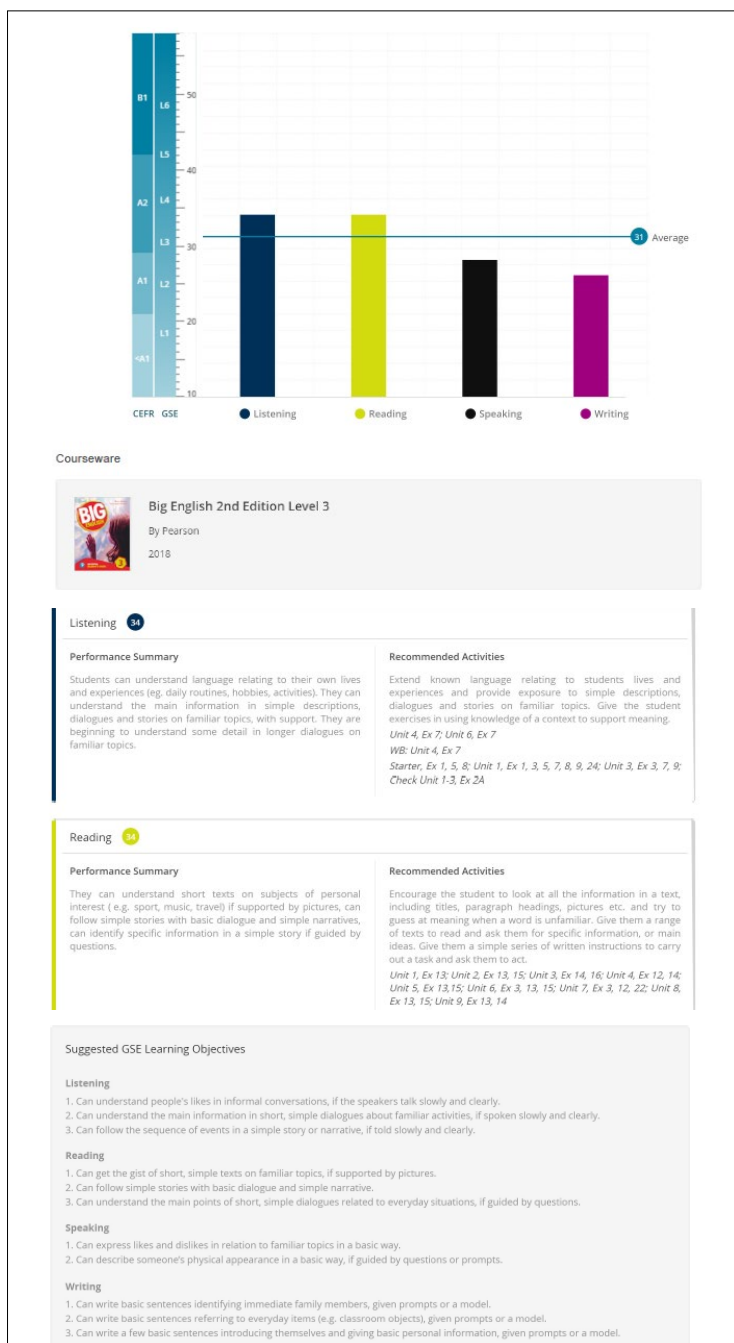 B1
L6
50
L5
40
A2
L4
L3
30
31 Average
A1
L2
20
L1
<A1
10
CEFR GSE
Listening
Reading
Speaking
Writing
Courseware
BIG
ENGLISH
3
Big English 2nd Edition Level 3
By Pearson
2018
Listening 34
Performance Summary
Students can understand language relating to their own lives
and experiences (eg. daily routines, hobbies, activities). They can
understand the main information in simple descriptions,
dialogues and stories on familiar topics, with support. They are
beginning to understand some detail in longer dialogues on
familiar topics.
Recommended Activities
Extend known language relating to students lives and
experiences and provide exposure to simple descriptions,
dialogues and stories on familiar topics. Give the student
exercises in using knowledge of a context to support meaning.
Unit 4, Ex 7; Unit 6, Ex 7
WB: Unit 4, Ex 7
Starter, Ex 1, 5, 8; Unit 1, Ex 1, 3, 5, 7, 8, 9, 24; Unit 3, Ex 3, 7, 9;
Check Unit 1-3, Ex 2A
Reading 34
Performance Summary
They can understand short texts on subjects of personal
interest ( e.g. sport, music, travel) if supported by pictures, can
follow simple stories with basic dialogue and simple narratives,
can identify specific information in a simple story if guided by
questions.
Recommended Activities
Encourage the student to look at all the information in a text,
including titles, paragraph headings, pictures etc. and try to
guess at meaning when a word is unfamiliar. Give them a range
of texts to read and ask them for specific information, or main
ideas. Give them a simple series of written instructions to carry
out a task and ask them to act.
Unit 1, Ex 13; Unit 2, Ex 13, 15; Unit 3, Ex 14, 16; Unit 4, Ex 12, 14;
Unit 5, Ex 13,15; Unit 6, Ex 3, 13, 15; Unit 7, Ex 3, 12, 22; Unit 8,
Ex 13, 15; Unit 9, Ex 13, 14
Suggested GSE Learning Objectives
Listening
1. Can understand people's likes in informal conversations, if the speakers talk slowly and clearly.
2. Can understand the main information in short, simple dialogues about familiar activities, if spoken slowly and clearly.
3. Can follow the sequence of events in a simple story or narrative, if told slowly and clearly.
Reading
1. Can get the gist of short, simple texts on familiar topics, if supported by pictures.
2. Can follow simple stories with basic dialogue and simple narrative.
3. Can understand the main points of short, simple dialogues related to everyday situations, if guided by questions.
Speaking
1. Can express likes and dislikes in relation to familiar topics in a basic way.
2. Can describe someone's physical appearance in a basic way, if guided by questions or prompts.
Writing
1. Can write basic sentences identifying immediate family members, given prompts or a model.
2. Can write basic sentences referring to everyday items (e.g. classroom objects), given prompts or a model.
3. Can write a few basic sentences introducing themselves and giving basic personal information, given prompts or a model.